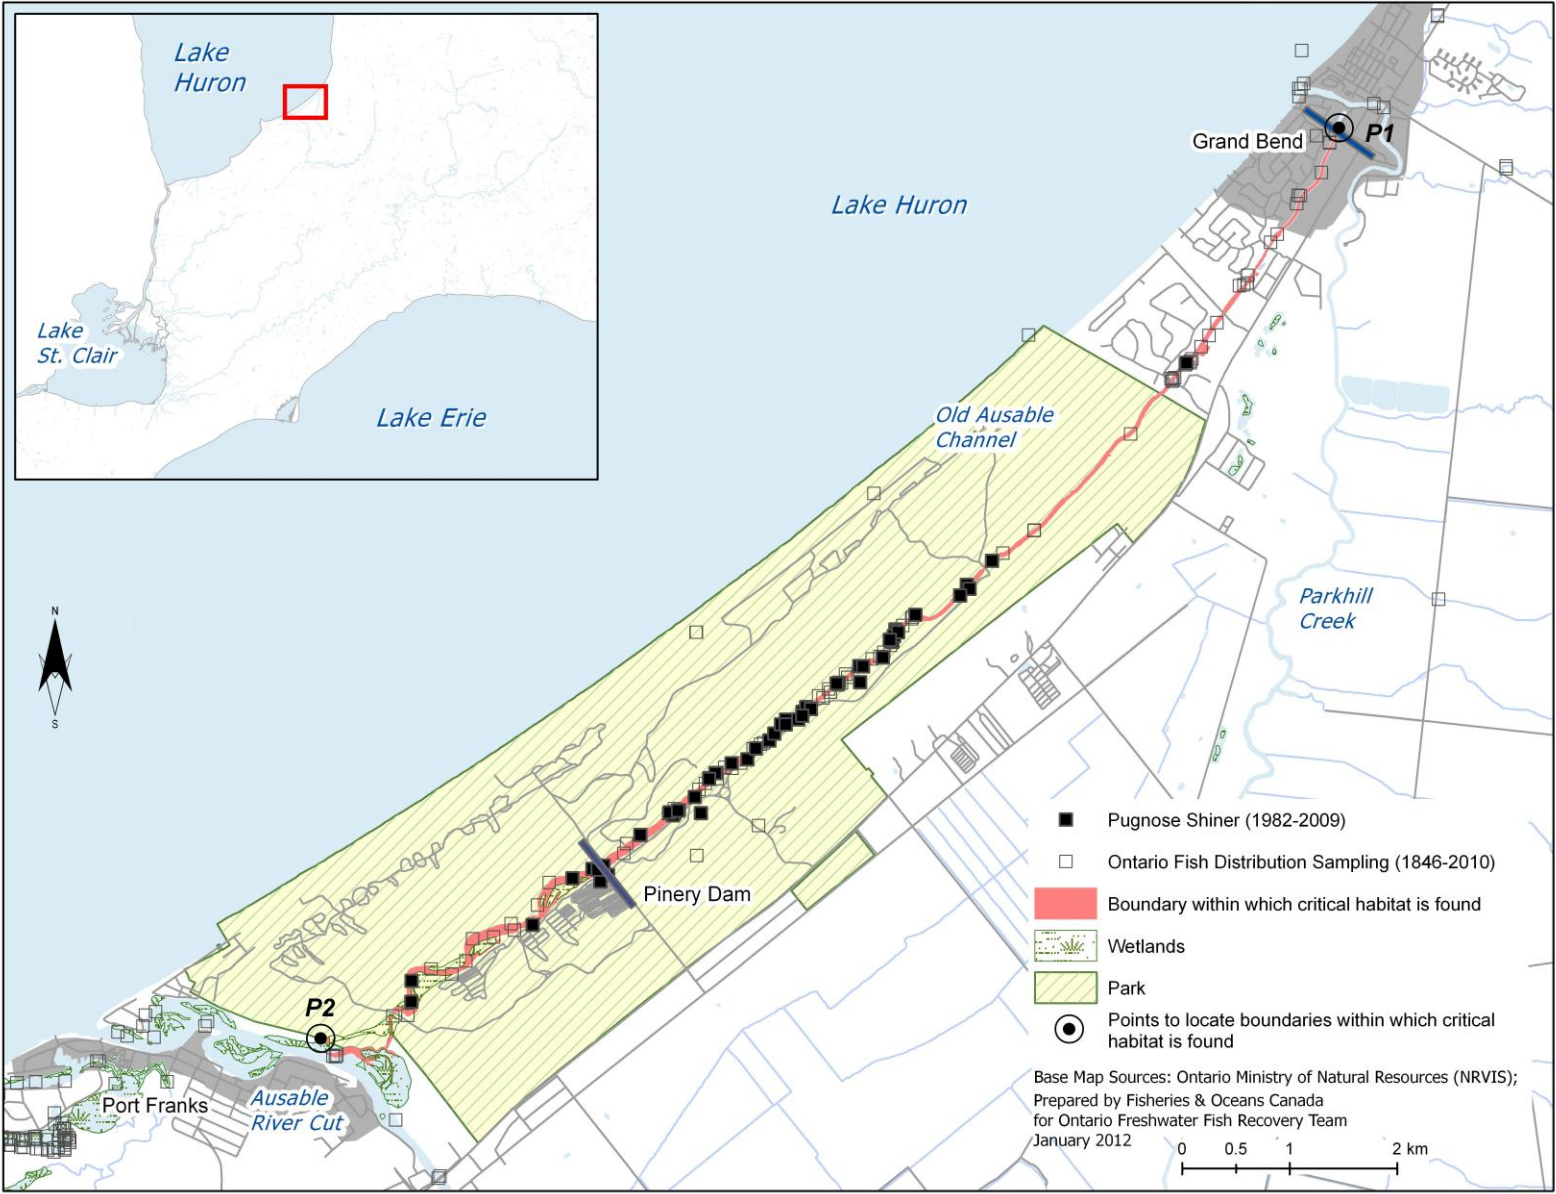 Lake
Huron
Lake
St. Clair
Lake Erie
Lake Huron
Grand Bend
P1
Old Ausable
Channel
Parkhill
Creek
N
S
Pinery Dam
P2
Port Franks
Ausable
River Cut
Pugnose Shiner (1982-2009)
Ontario Fish Distribution Sampling (1846-2010)
Boundary within which critical habitat is found
Wetlands
Park
Points to locate boundaries within which critical
habitat is found
Base Map Sources: Ontario Ministry of Natural Resources (NRVIS);
Prepared by Fisheries & Oceans Canada
for Ontario Freshwater Fish Recovery Team
January 2012
0 0.5 1 2 km